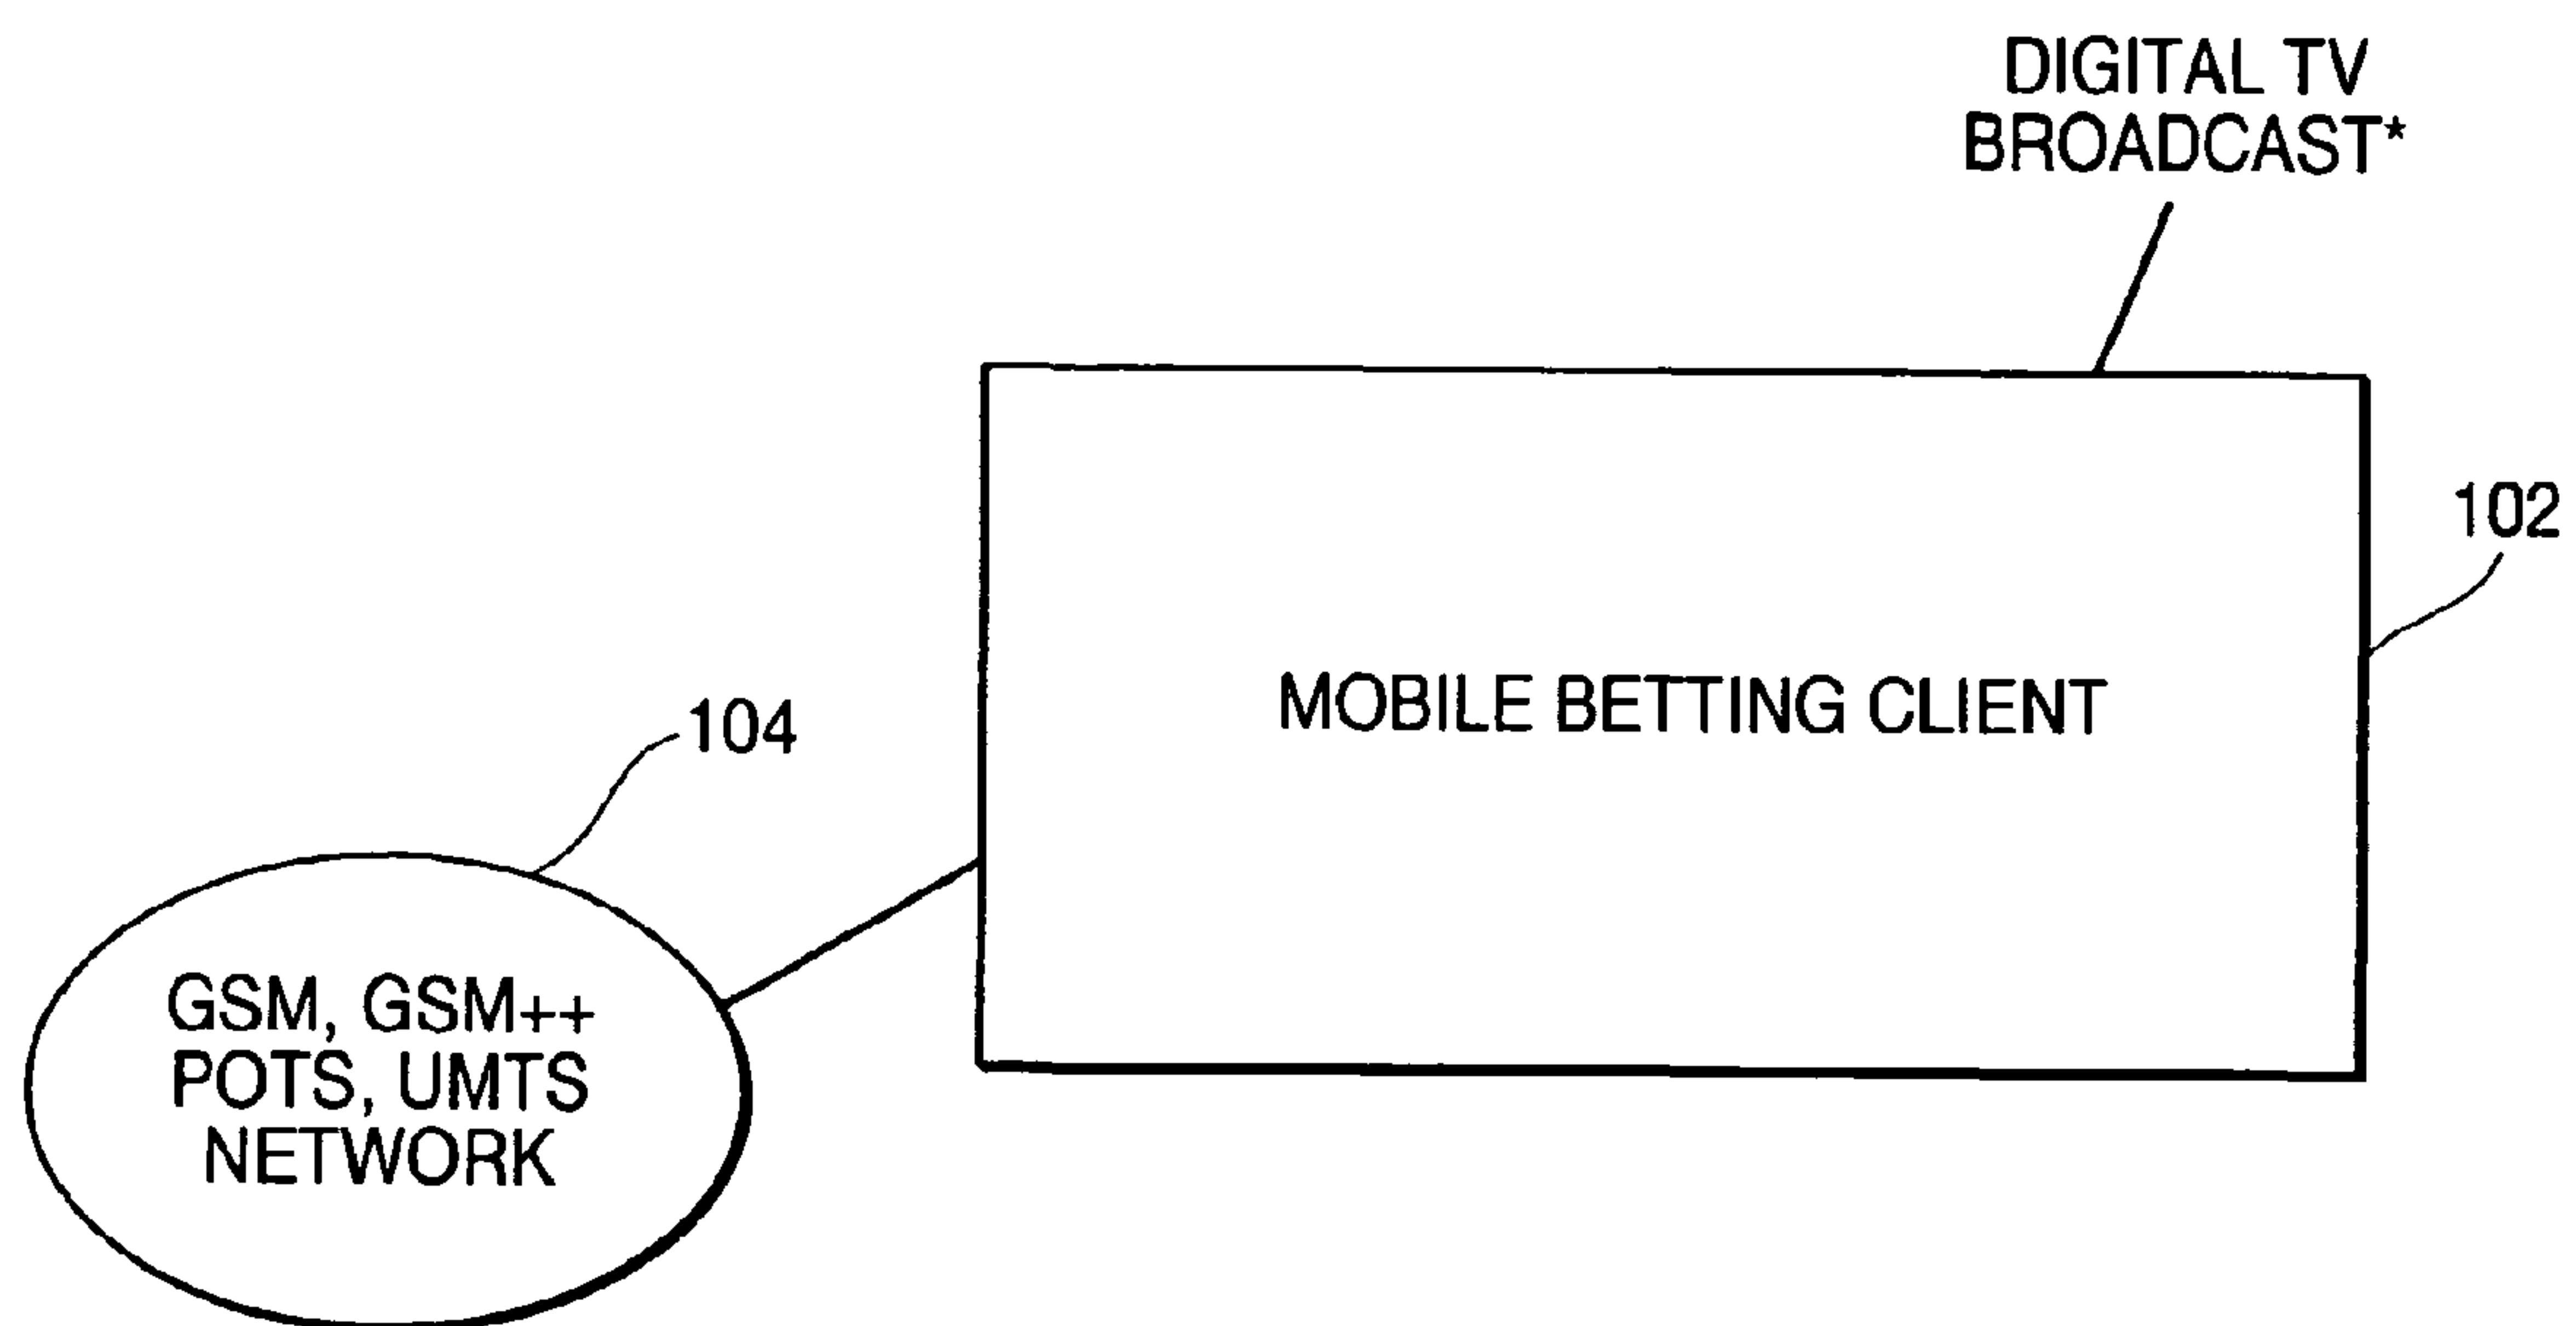 DIGITAL TV
BROADCAST*
102
MOBILE BETTING CLIENT
104
GSM, GSM++
POTS, UMTS
NETWORK